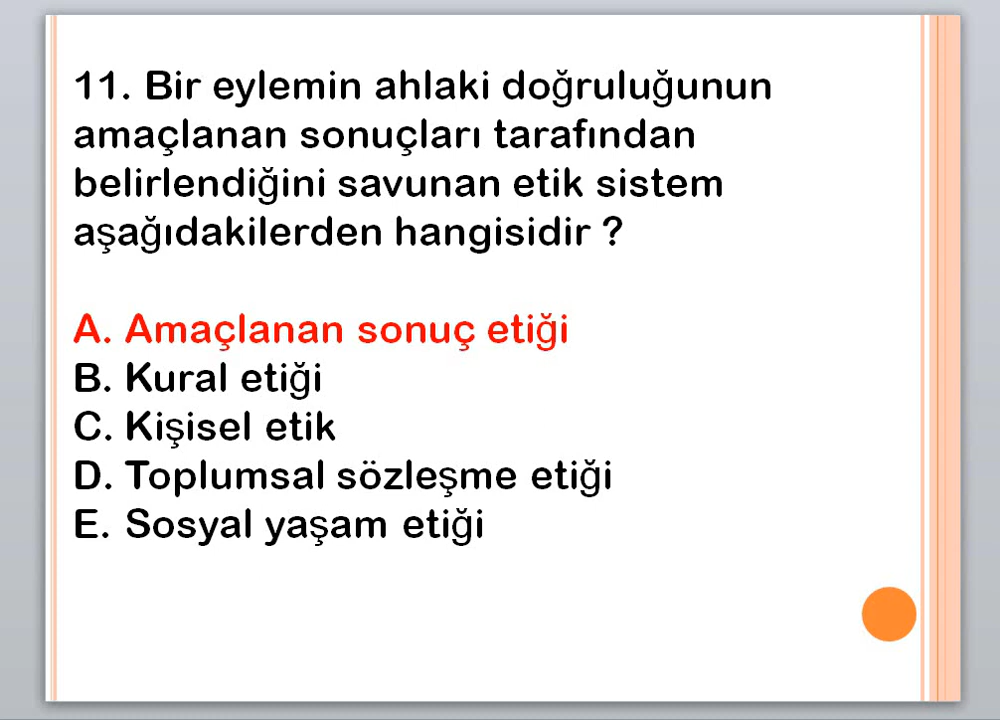 11. Bir eylemin ahlaki doğruluğunun
amaçlanan sonuçları tarafından
belirlendiğini savunan etik sistem
aşağıdakilerden hangisidir ?
A. Amaçlanan sonuç etiği
B. Kural etiği
C. Kişisel etik
D. Toplumsal sözleşme etiği
E. Sosyal yaşam etiği